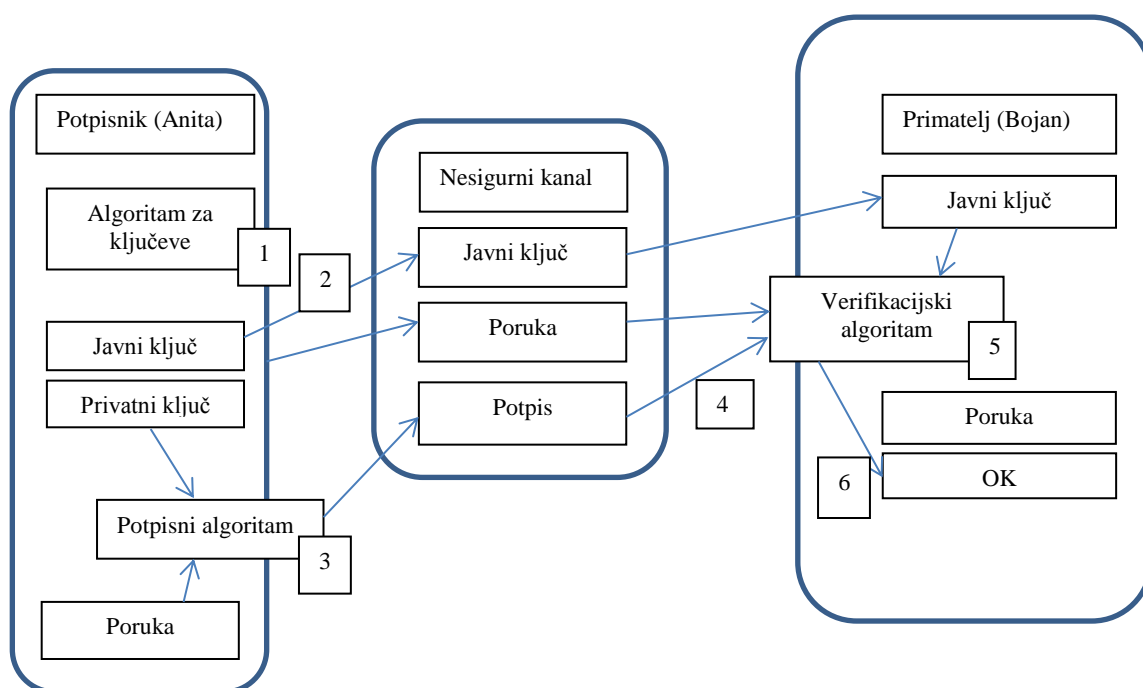 Potpisnik (Anita)
Algoritam za
ključeve
1
2
Javni ključ
Privatni ključ
Potpisni algoritam
3
Poruka
Nesigurni kanal
Javni ključ
Poruka
Potpis
4
Primatelj (Bojan)
Javni ključ
Verifikacijski
algoritam
5
Poruka
6
OK